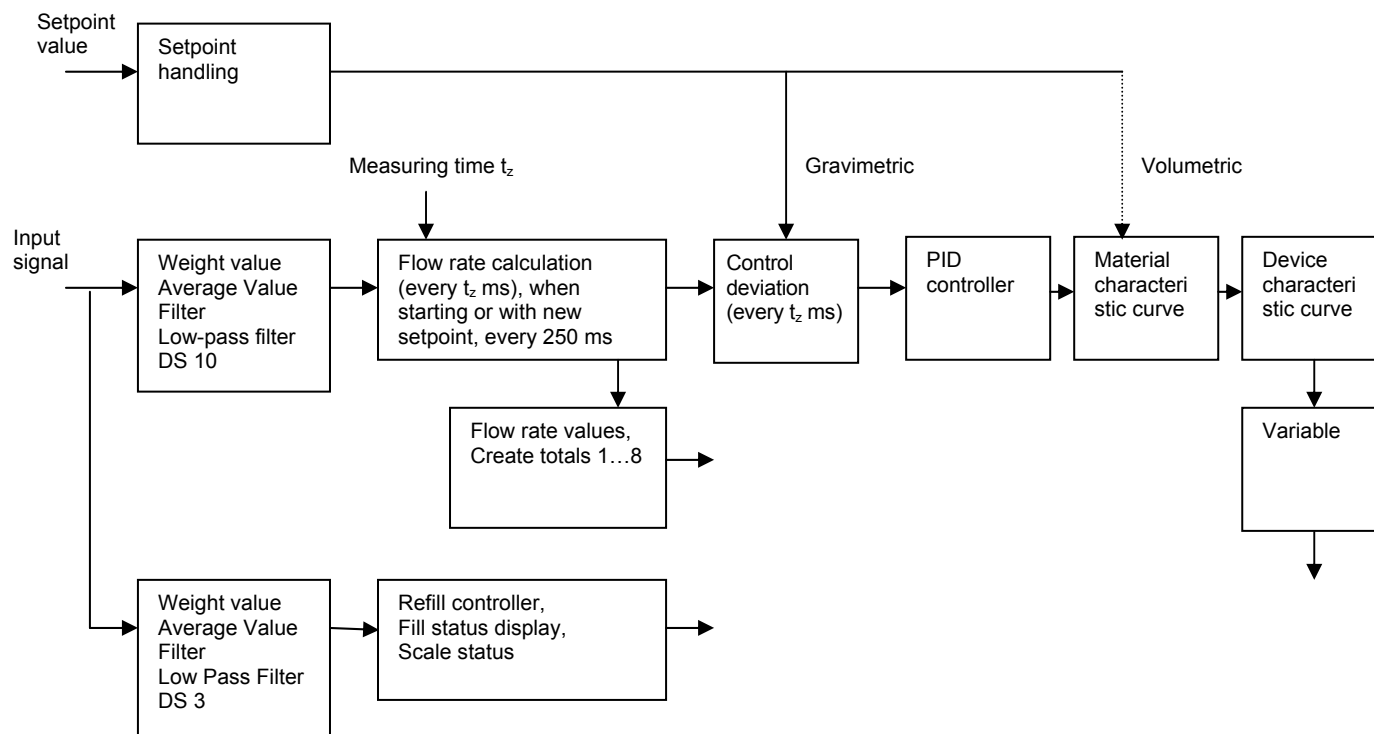 Setpoint
value
Setpoint
handling
Measuring time tz
Gravimetric
Volumetric
Input
signal
Weight value
Average Value
Filter
Low-pass filter
DS 10
Flow rate calculation
(every tz ms), when
starting or with new
setpoint, every 250 ms
Control
deviation
(every tz ms)
PID
controller
Material
characteri
stic curve
Device
characteri
stic curve
Flow rate values,
Create totals 1…8
Variable
Weight value
Average Value
Filter
Low Pass Filter
DS 3
Refill controller,
Fill status display,
Scale status